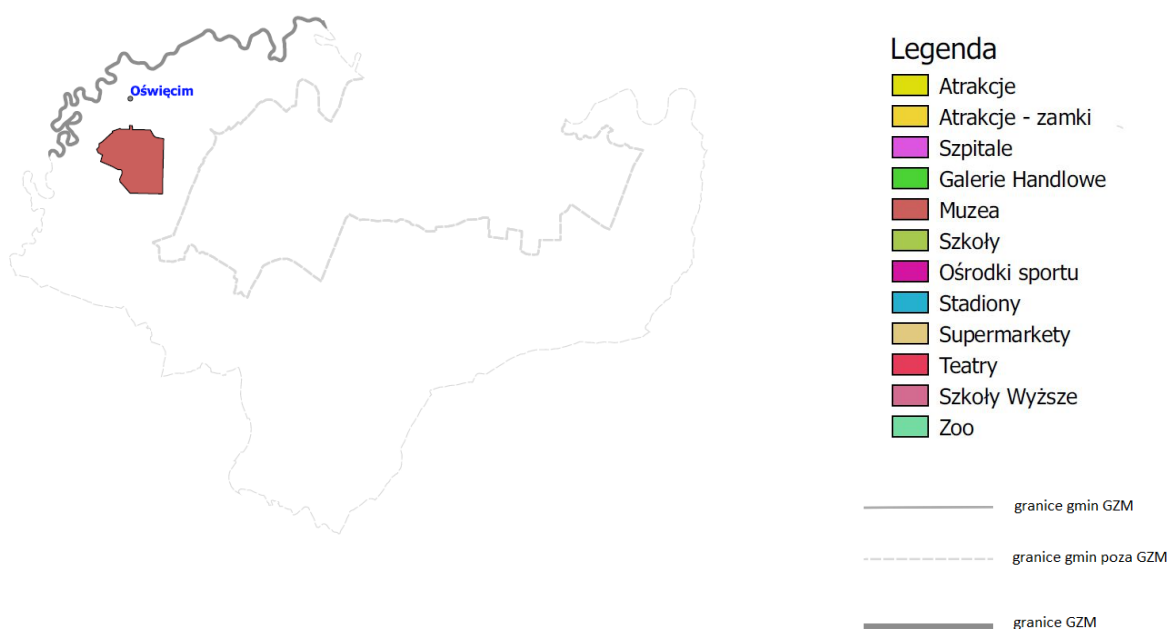 Oświęcim
Legenda
Atrakcje
Atrakcje - zamki
Szpitale
Galerie Handlowe
Muzea
Szkoły
Ośrodki sportu
Stadiony
Supermarkety
Teatry
Szkoły Wyższe
Zoo
granice gmin GZM
granice gmin poza GZM
granice GZM